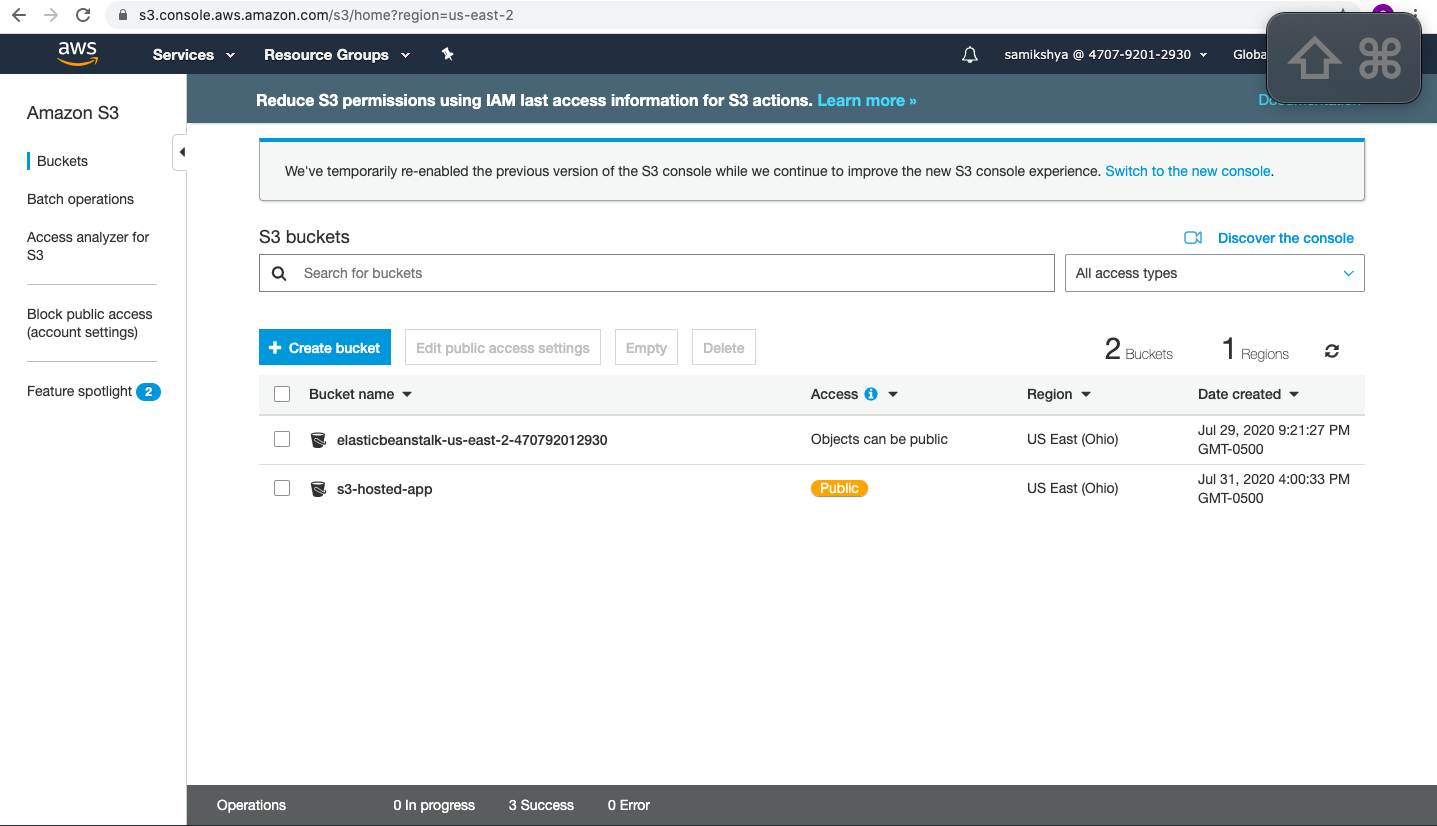 s3.console.aws.amazon.com/s3/home?region=us-east-2
aws Services Resource Groups samikshya @ 4707-9201-2930 Globa
Reduce S3 permissions using IAM last access information for S3 actions. Learn more » Documentation
Amazon S3
Buckets
Batch operations
Access analyzer for
S3
Block public access
(account settings)
Feature spotlight 2
We've temporarily re-enabled the previous version of the S3 console while we continue to improve the new S3 console experience. Switch to the new console.
S3 buckets Discover the console
Search for buckets All access types
+ Create bucket Edit public access settings Empty Delete 2 Buckets 1 Regions
Bucket name Access Region Date created
elasticbeanstalk-us-east-2-470792012930 Objects can be public US East (Ohio) Jul 29, 2020 9:21:27 PM
GMT-0500
s3-hosted-app Public US East (Ohio) Jul 31, 2020 4:00:33 PM
GMT-0500
Operations 0 In progress 3 Success 0 Error